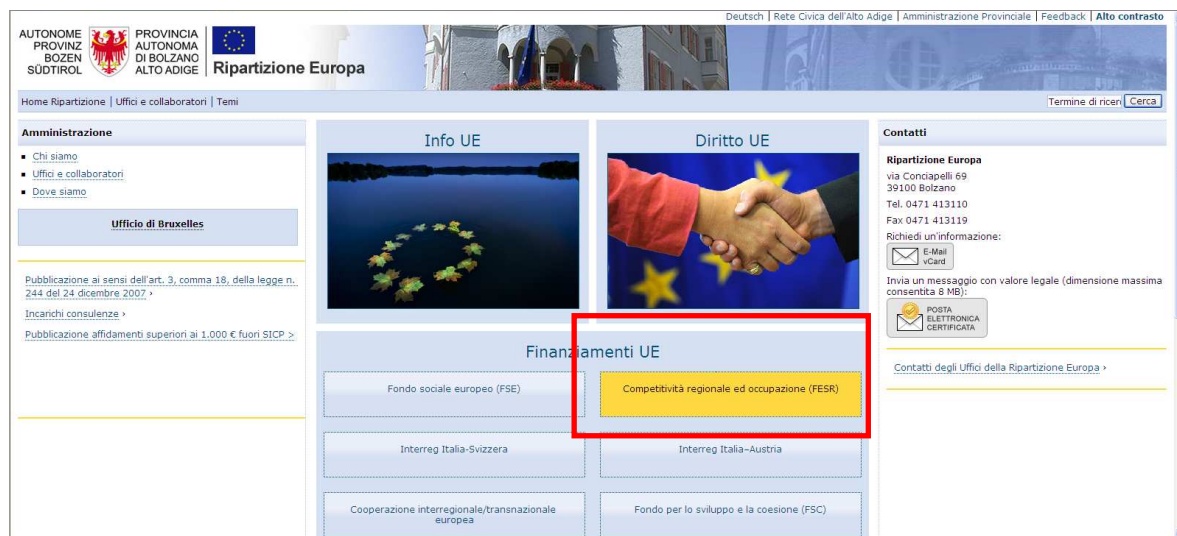 Deutsch | Rete Civica dell'Alto Adige | Amministrazione Provinciale | Feedback | Alto contrasto
AUTONOME
PROVINZ
BOZEN
SÜDTIROL
PROVINCIA
AUTONOMA
DI BOLZANO
ALTO ADIGE
Ripartizione Europa
Home Ripartizione | Uffici e collaboratori | Temi
Termine di ricer Cerca
Amministrazione
Chi siamo
Uffici e collaboratori
Dove siamo
Ufficio di Bruxelles
Pubblicazione ai sensi dell'art. 3, comma 18, della legge n.
244 del 24 dicembre 2007 ›
Incarichi consulenze ›
Pubblicazione affidamenti superiori ai 1.000 € fuori SICP >
Info UE
Diritto UE
Finanziamenti UE
Fondo sociale europeo (FSE)
Competitività regionale ed occupazione (FESR)
Interreg Italia-Svizzera
Interreg Italia–Austria
Cooperazione interregionale/transnazionale
europea
Fondo per lo sviluppo e la coesione (FSC)
Contatti
Ripartizione Europa
via Conciapelli 69
39100 Bolzano
Tel. 0471 413110
Fax 0471 413119
Richiedi un'informazione:
E-Mail
vCard
Invia un messaggio con valore legale (dimensione massima
consentita 8 MB):
POSTA
ELETTRONICA
CERTIFICATA
Contatti degli Uffici della Ripartizione Europa ›